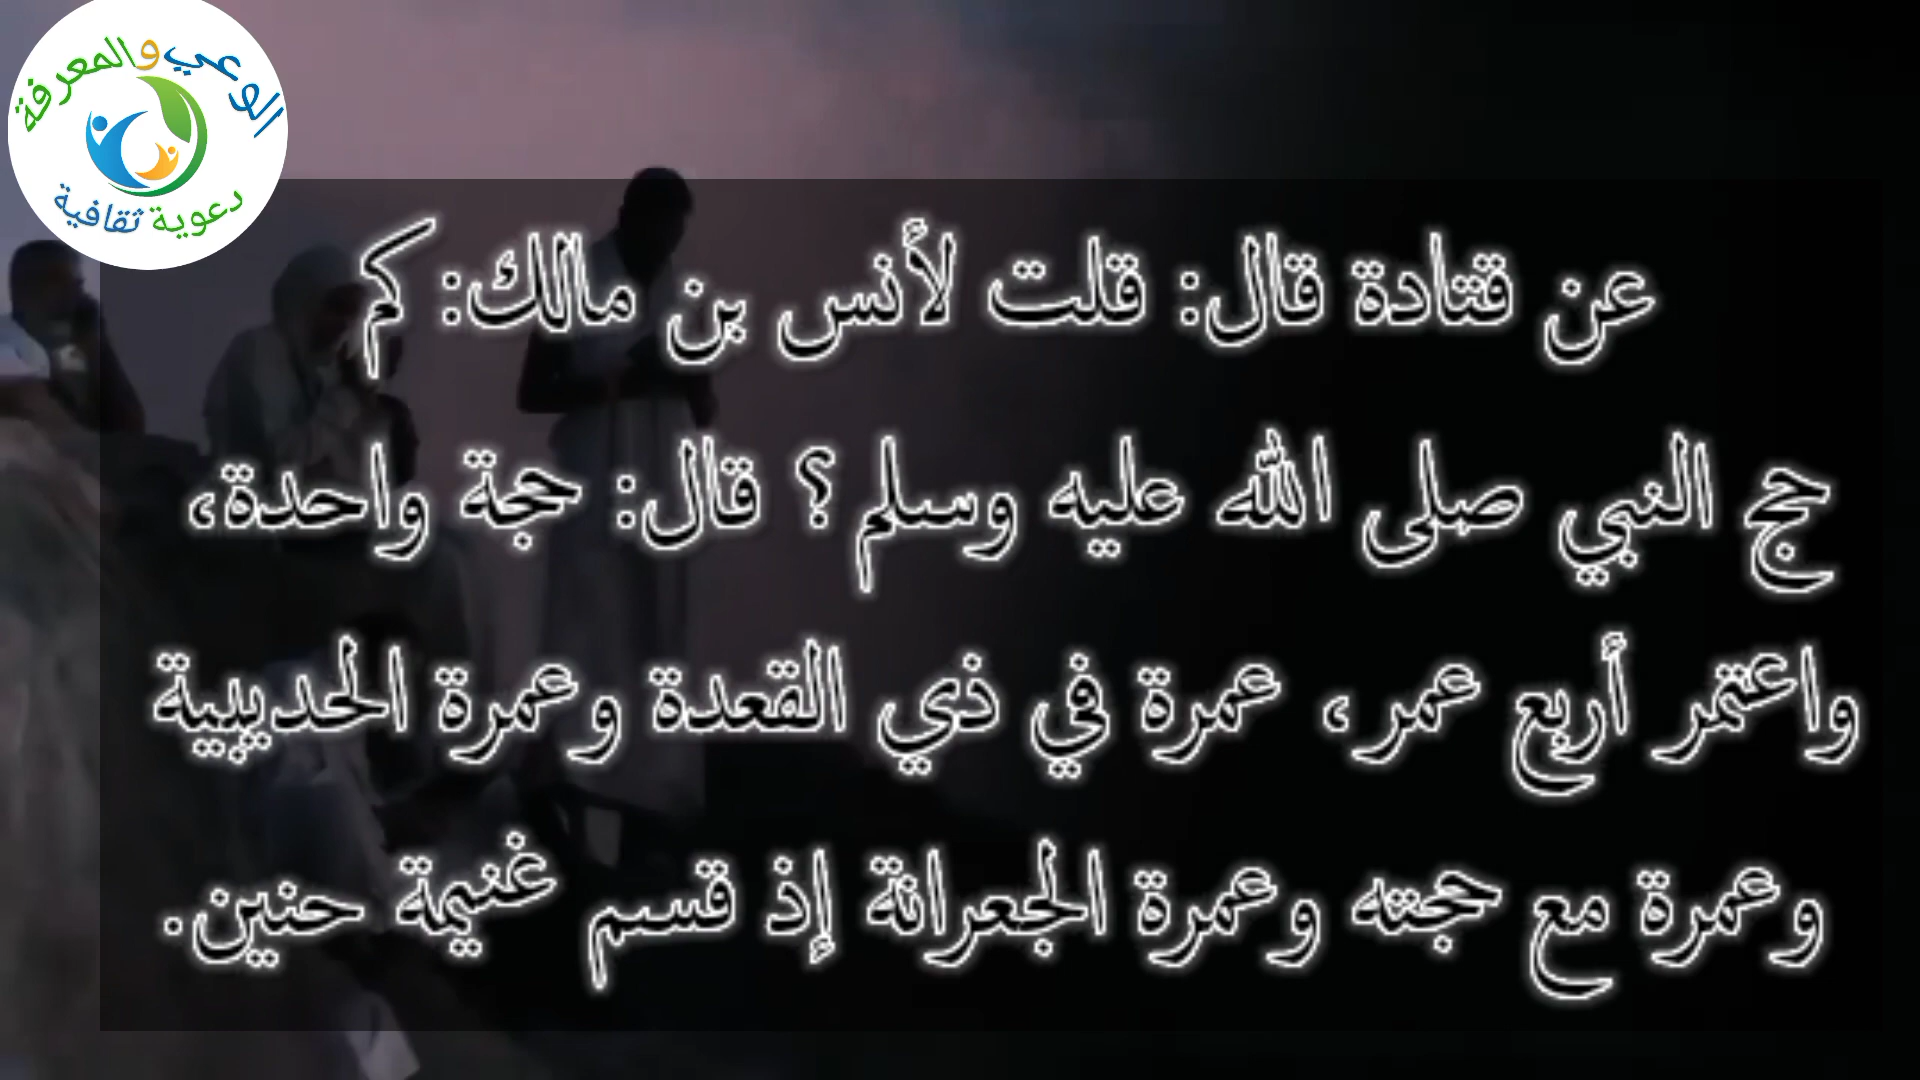 الوعي والمعرفة
دعوية ثقافية
عن قتادة قال: قلت لأنس بن مالك: كم
حج النبي صلى الله عليه وسلم؟ قال: حجة واحدة،
واعتمر أربع عمر، عمرة في ذي القعدة وعمرة الحديبية
وعمرة مع حجته وعمرة الجعرانة إذ قسم غنيمة حنين.